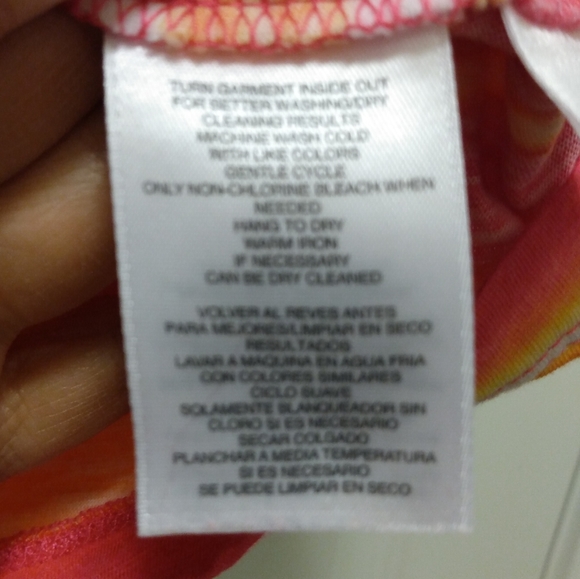 TURN GARMENT INSIDE OUT
FOR BETTER WASHING/DRY
CLEANING RESULTS
MACHINE WASH COLD
WITH LIKE COLORS
GENTLE CYCLE
ONLY NON-CHLORINE BLEACH WHEN
NEEDED
HANG TO DRY
WARM IRON
IF NECESSARY
CAN BE DRY CLEANED
VOLVER AL REVES ANTES
PARA MEJORES/LIMPIAR EN SECO
RESULTADOS
LAVAR A MAQUINA EN AGUA FRIA
CON COLORES SIMILARES
CICLO SUAVE
SOLAMENTE BLANQUEADOR SIN
CLORO SI ES NECESARIO
SECAR COLGADO
PLANCHAR A MEDIA TEMPERATURA
SI ES NECESARIO
SE PUEDE LIMPIAR EN SECO